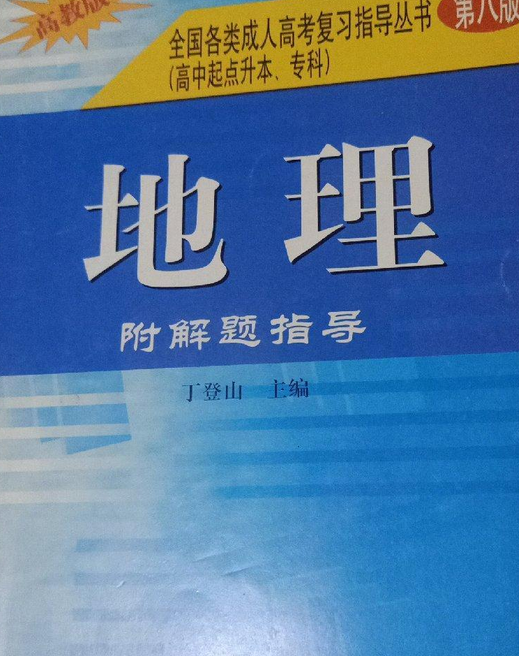 高教版
全国各类成人高考复习指导丛书
第八版
(高中起点升本、专科)
地理
附解题指导
丁登山 主编